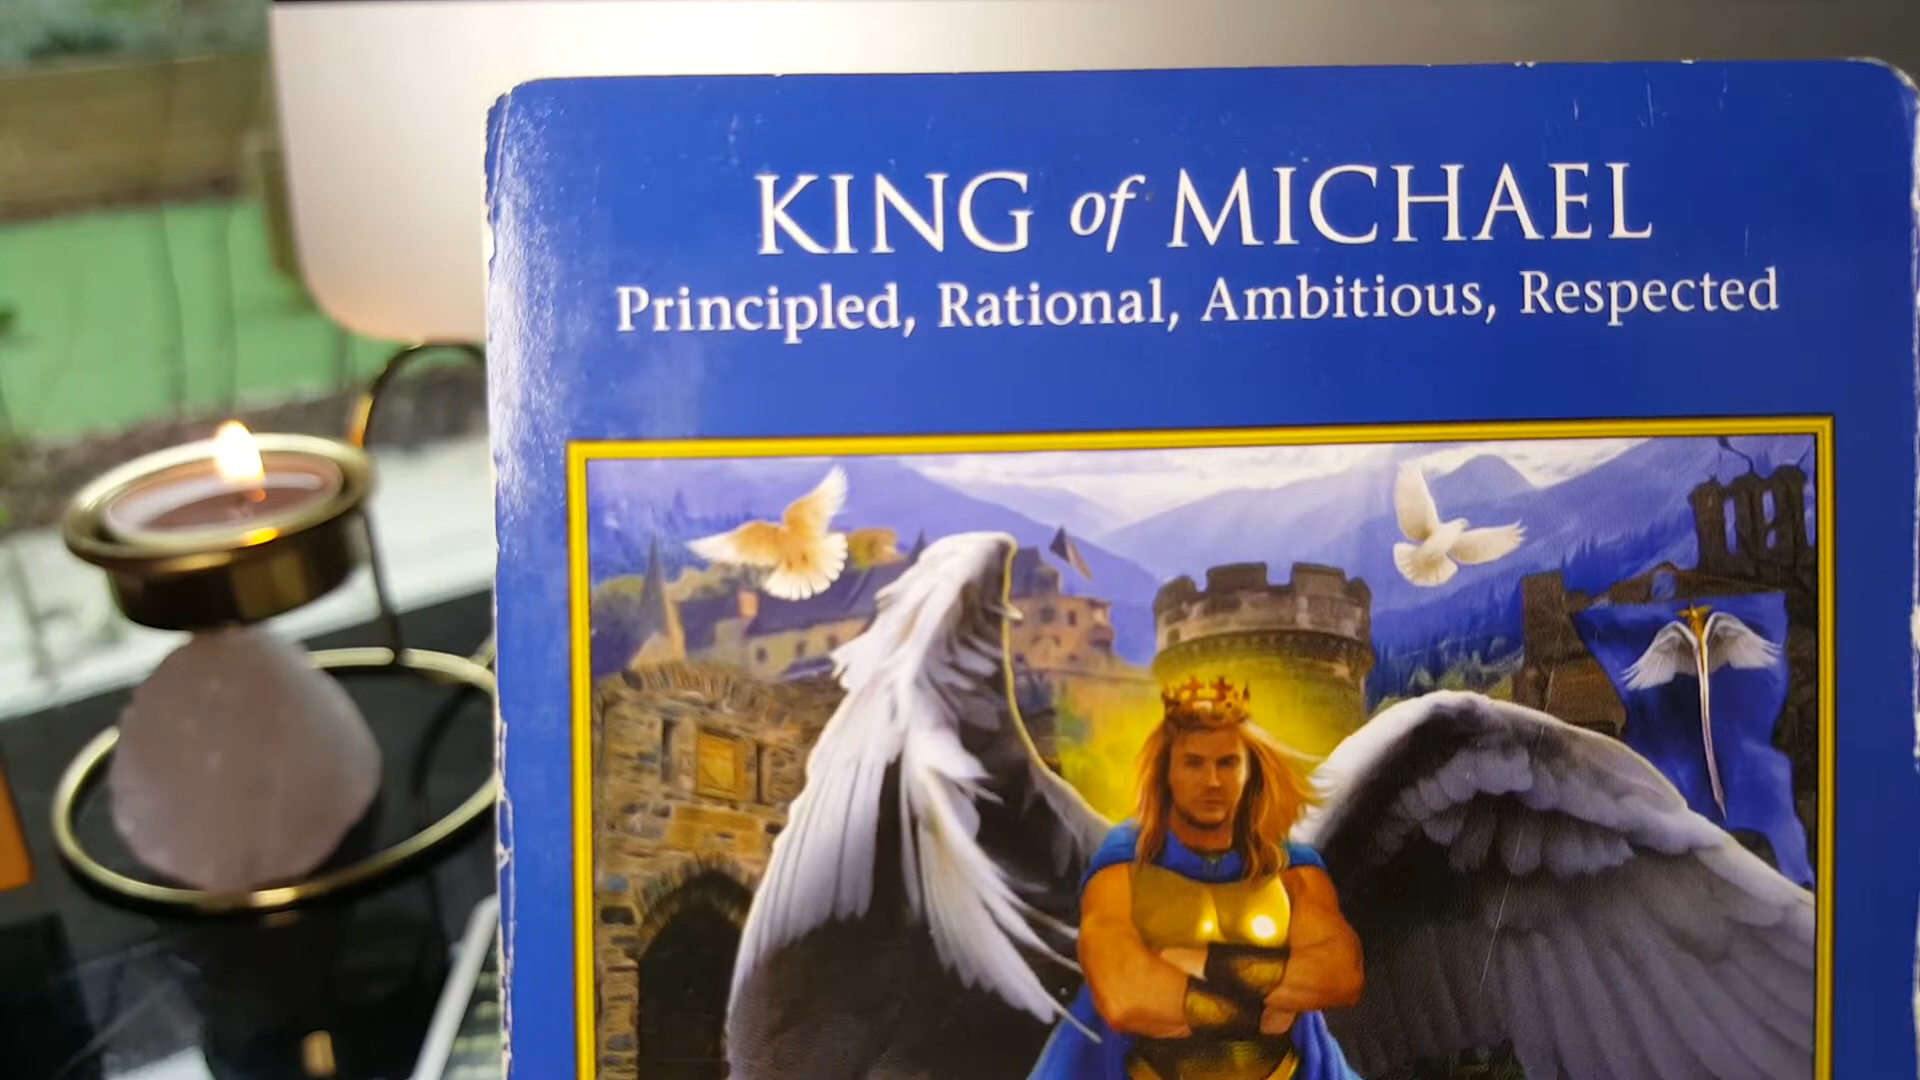 KING of MICHAEL
Principled, Rational, Ambitious, Respected